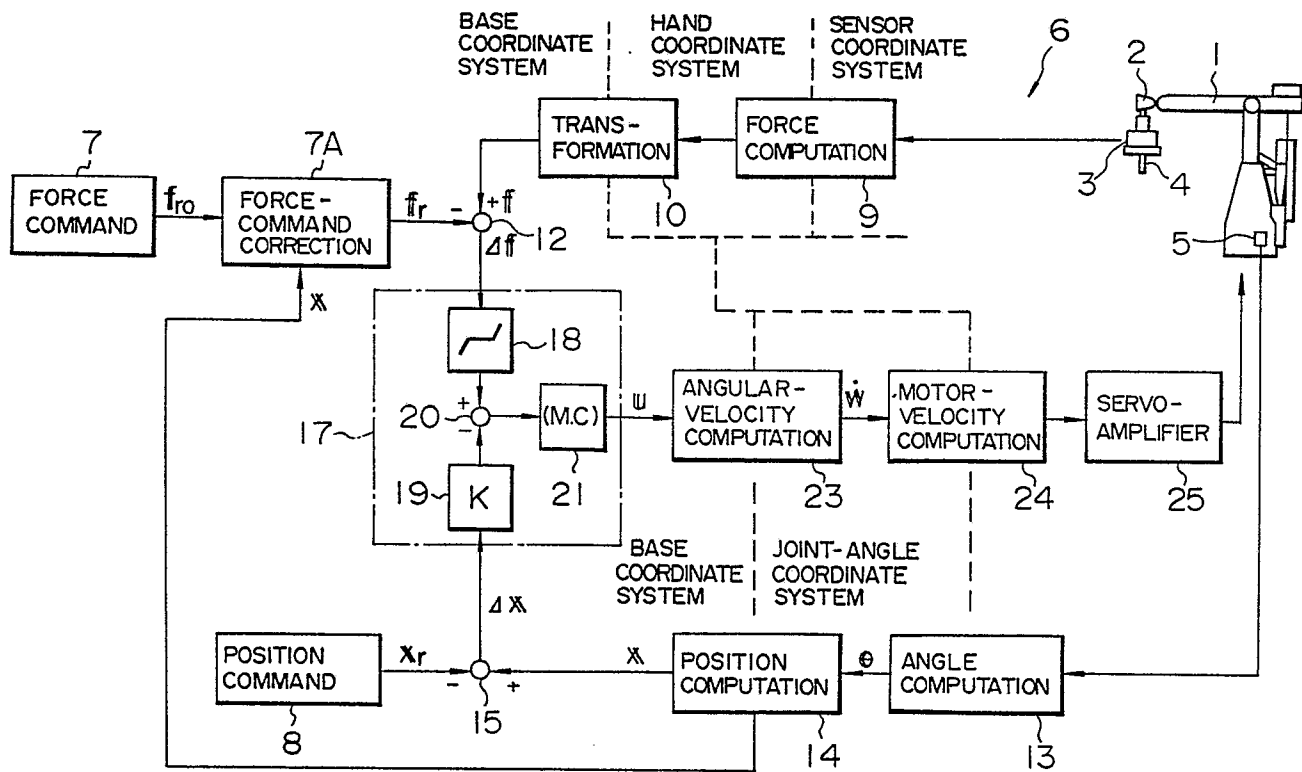 BASE
COORDINATE
SYSTEM
HAND
COORDINATE
SYSTEM
SENSOR
COORDINATE
SYSTEM
6
2
1
3
4
5
7
FORCE
COMMAND
fro
7A
FORCE-
COMMAND
CORRECTION
fr
-
+f
12
Δf
TRANS-
FORMATION
10
FORCE
COMPUTATION
9
X
18
17
20
+
-
(M.C)
21
19
K
u
ANGULAR-
VELOCITY
COMPUTATION
23
ẇ
MOTOR-
VELOCITY
COMPUTATION
24
SERVO-
AMPLIFIER
25
BASE
COORDINATE
SYSTEM
JOINT-ANGLE
COORDINATE
SYSTEM
ΔX
POSITION
COMMAND
8
Xr
-
+
15
X
POSITION
COMPUTATION
14
θ
ANGLE
COMPUTATION
13